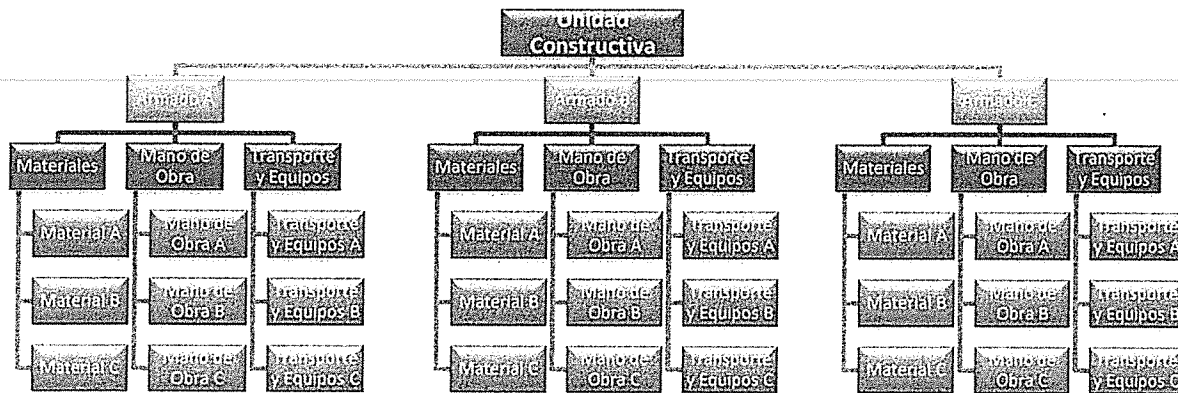 Unidad
Constructiva
Armado A
Armado B
Armado C
Materiales
Mano de
Obra
Transporte
y Equipos
Materiales
Mano de
Obra
Transporte
y Equipos
Materiales
Mano de
Obra
Transporte
y Equipos
Material A
Mano de
Obra A
Transporte
y Equipos A
Material A
Mano de
Obra A
Transporte
y Equipos A
Material A
Mano de
Obra A
Transporte
y Equipos A
Material B
Mano de
Obra B
Transporte
y Equipos B
Material B
Mano de
Obra B
Transporte
y Equipos B
Material B
Mano de
Obra B
Transporte
y Equipos B
Material C
Mano de
Obra C
Transporte
y Equipos C
Material C
Mano de
Obra C
Transporte
y Equipos C
Material C
Mano de
Obra C
Transporte
y Equipos C